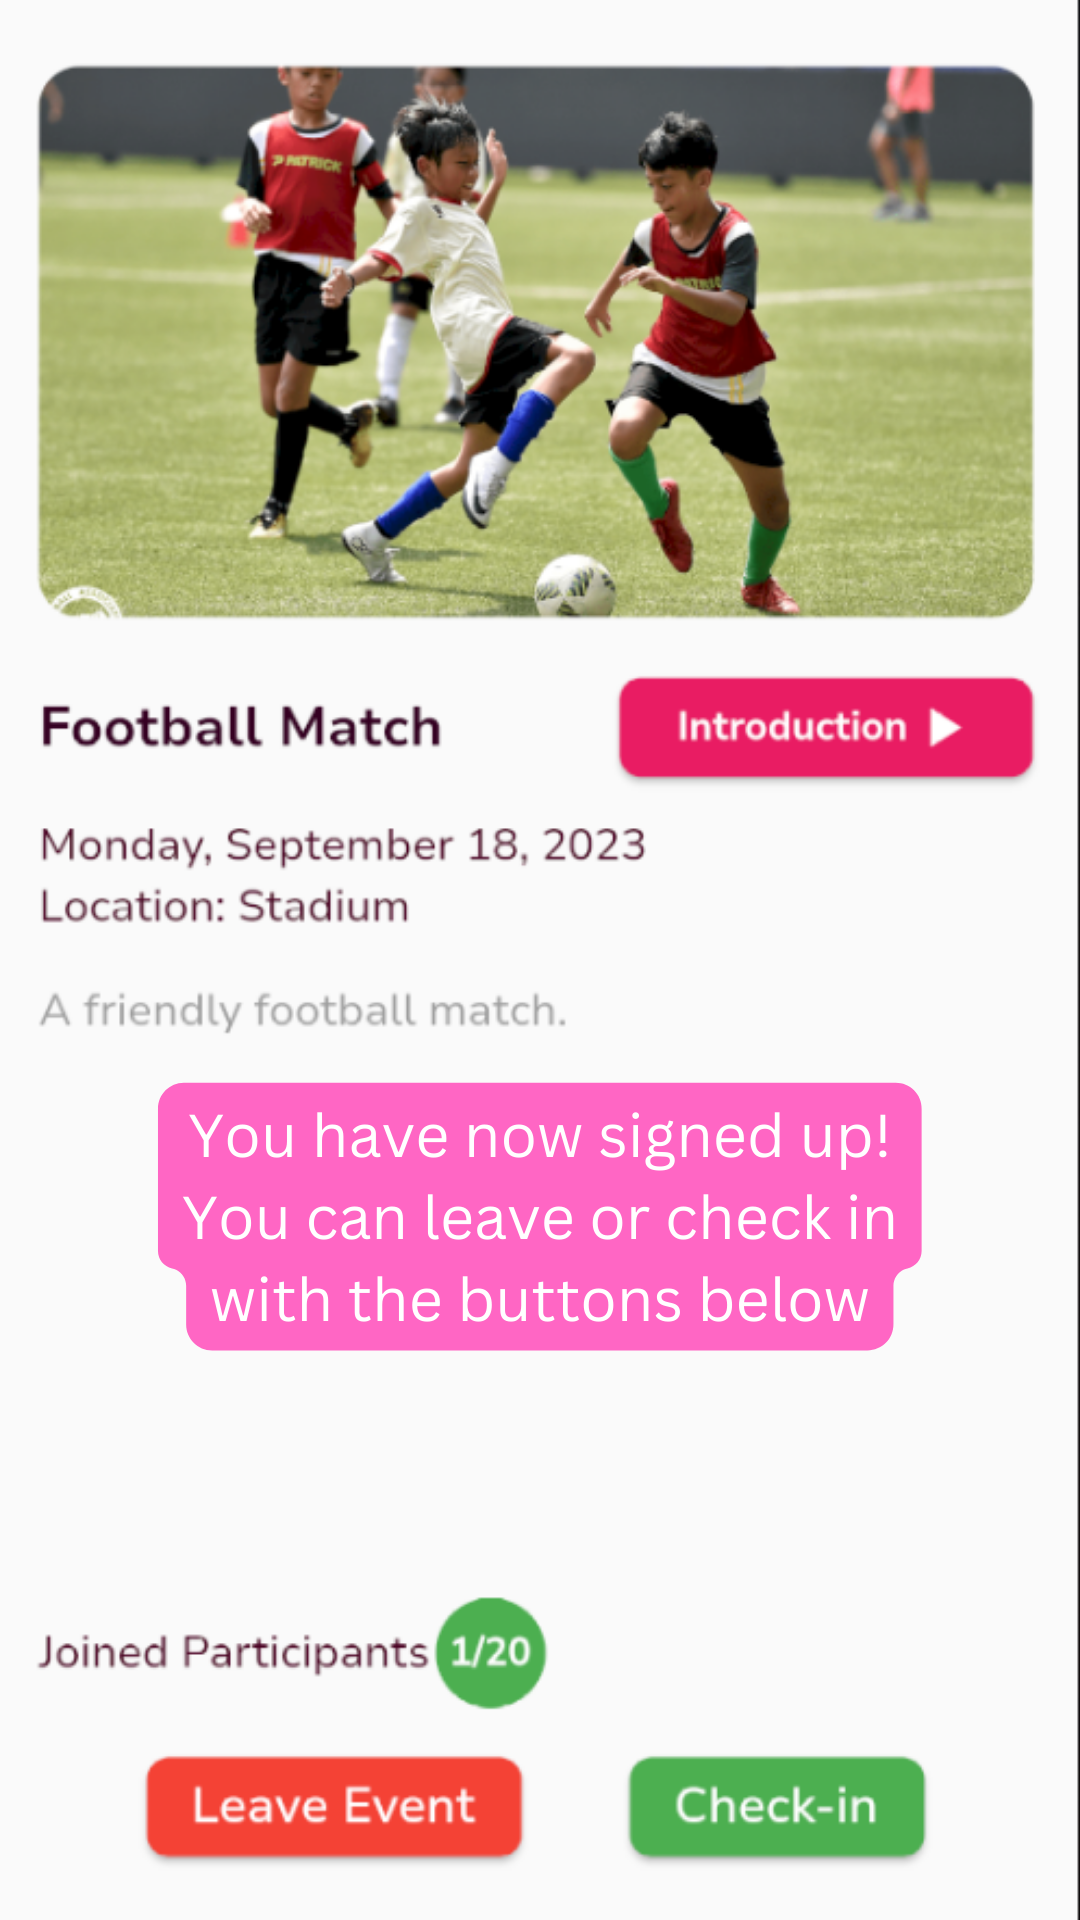 PATRICK
Football Match
Introduction
Monday, September 18, 2023
Location: Stadium
A friendly football match.
You have now signed up!
You can leave or check in
with the buttons below
Joined Participants 1/20
Leave Event
Check-in